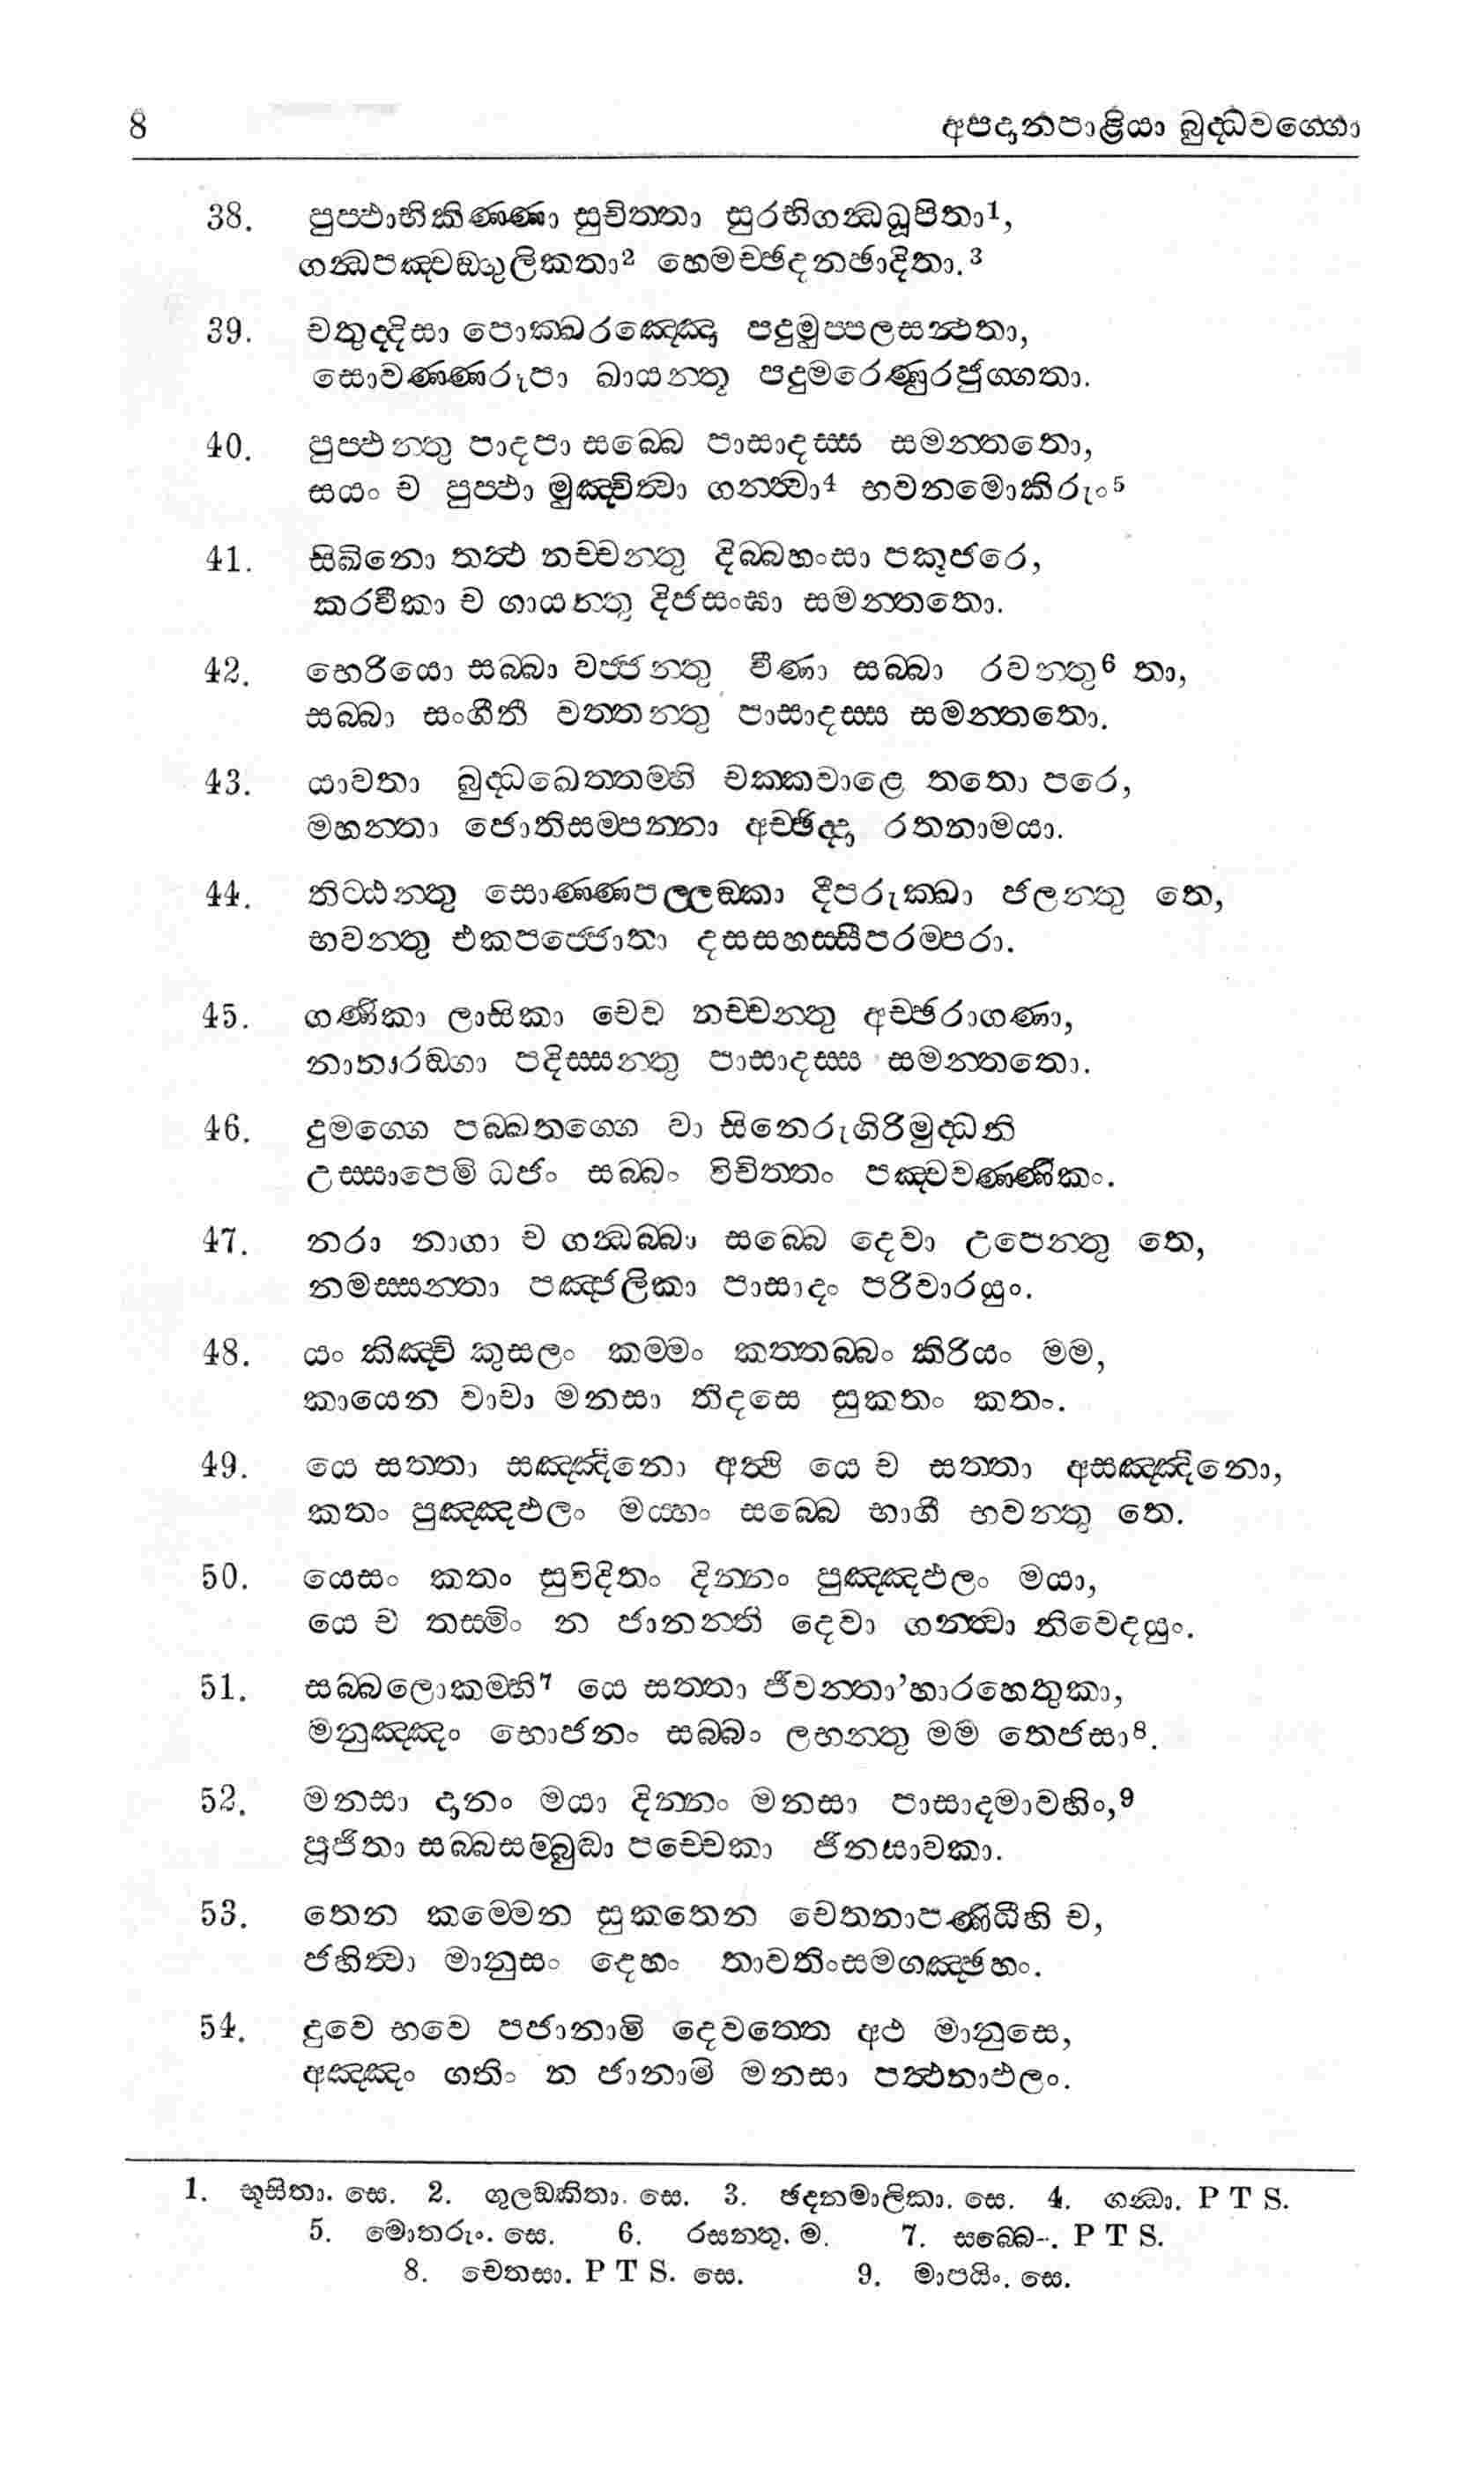 8 අපදානපාළියා බුද්ධවග්ගො
38. පුප්ඵාභිකිණ්ණා සුචිත්තා සුරභිගන්ධධූපිතා¹,
ගන්ධපඤ්චඞ්ගුලිකතා² හෙමච්ඡදනඡාදිතා.³
39. චතුද්දිසා පොක්ඛරඤ්ඤො පදුමුප්පලසන්ථතා,
සොවණ්ණරූපා ඛායන්තු පදුමරෙණුරජුග්ගතා.
40. පුප්ඵන්තු පාදපා සබ්බෙ පාසාදස්ස සමන්තතො,
සයං ච පුප්ඵා මුඤ්චිත්වා ගන්ත්වා⁴ භවනමොකිරුං⁵
41. සිඛිනො තත්ථ නච්චන්තු දිබ්බහංසා පකූජරෙ,
කරවීකා ච ගායන්තු දිජසංඝා සමන්තතො.
42. භෙරියො සබ්බා වජ්ජන්තු වීණා සබ්බා රවන්තු⁶ තා,
සබ්බා සංගීතී වත්තන්තු පාසාදස්ස සමන්තතො.
43. යාවතා බුද්ධඛෙත්තම්හි චක්කවාළෙ තතො පරෙ,
මහන්තා ජොතිසම්පන්නා අච්ඡිද්දා රතනාමයා.
44. තිට්ඨන්තු සොණ්ණපල්ලඞ්කා දීපරුක්ඛා ජලන්තු තෙ,
භවන්තු එකපජ්ජොතා දසසහස්සීපරම්පරා.
45. ගණිකා ලාසිකා චෙව නච්චන්තු අච්ඡරාගණා,
නානාරඞ්ගා පදිස්සන්තු පාසාදස්ස සමන්තතො.
46. දුමග්ගෙ පබ්බතග්ගෙ වා සිනෙරුගිරිමුද්ධනි
උස්සාපෙමි ධජං සබ්බං විචිත්තං පඤ්චවණ්ණිකං.
47. නරා නාගා ච ගන්ධබ්බා සබ්බෙ දෙවා උපෙන්තු තෙ,
නමස්සන්තා පඤ්ජලිකා පාසාදං පරිවාරයුං.
48. යං කිඤ්චි කුසලං කම්මං කත්තබ්බං කිරියං මම,
කායෙන වාචා මනසා තිදසෙ සුකතං කතං.
49. යෙ සත්තා සඤ්ඤිනො අත්ථි යෙ ච සත්තා අසඤ්ඤිනො,
කතං පුඤ්ඤඵලං මය්හං සබ්බෙ භාගී භවන්තු තෙ.
50. යෙසං කතං සුවිදිතං දින්නං පුඤ්ඤඵලං මයා,
යෙ ච තස්මිං න ජානන්ති දෙවා ගන්ත්වා නිවෙදයුං.
51. සබ්බලොකම්හි⁷ යෙ සත්තා ජීවන්තා’හාරහෙතුකා,
මනුඤ්ඤං භොජනං සබ්බං ලභන්තු මම තෙජසා⁸.
52. මනසා දානං මයා දින්නං මනසා පාසාදමාවහිං,⁹
පූජිතා සබ්බසම්බුද්ධා පච්චෙකා ජිනසාවකා.
53. තෙන කම්මෙන සුකතෙන චෙතනාපණිධීහි ච,
ජහිත්වා මානුසං දෙහං තාවතිංසමගඤ්ඡහං.
54. දුවෙ භවෙ පජානාමි දෙවත්තෙ අථ මානුසෙ,
අඤ්ඤං ගතිං න ජානාමි මනසා පත්ථනාඵලං.
1. භූසිතා. සෙ. 2. ගුලඞ්කිතා. සෙ. 3. ඡදනමාලිකා. සෙ. 4. ගන්ධා. P T S.
5. මොතරුං. සෙ. 6. රසන්තු. ම. 7. සබ්බෙ-. P T S.
8. චෙතසා. P T S. සෙ. 9. මාපයිං. සෙ.